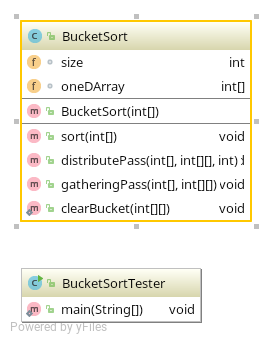 BucketSort
size int
oneDArray int[]
BucketSort(int[])
sort(int[]) void
distributePass(int[], int[][], int)
gatheringPass(int[], int[][]) void
clearBucket(int[][]) void
BucketSortTester
main(String[]) void
Powered by yFiles